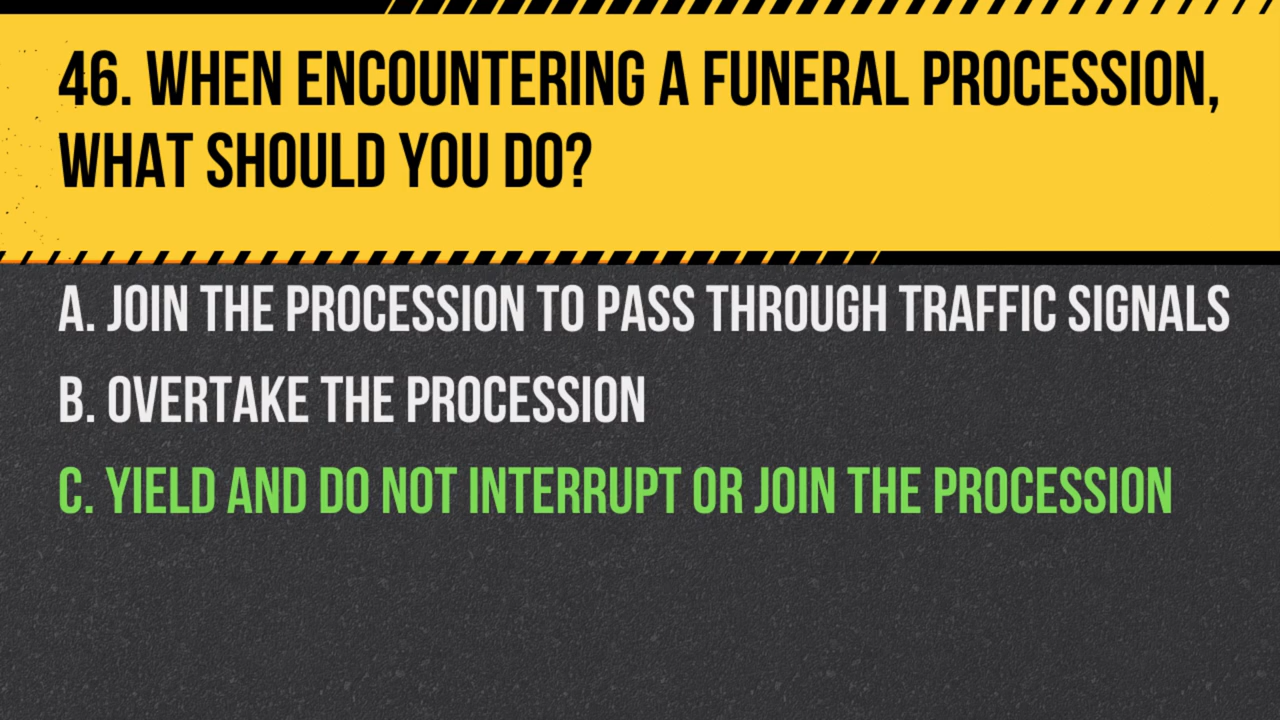 46. WHEN ENCOUNTERING A FUNERAL PROCESSION,
WHAT SHOULD YOU DO?
A. JOIN THE PROCESSION TO PASS THROUGH TRAFFIC SIGNALS
B. OVERTAKE THE PROCESSION
C. YIELD AND DO NOT INTERRUPT OR JOIN THE PROCESSION